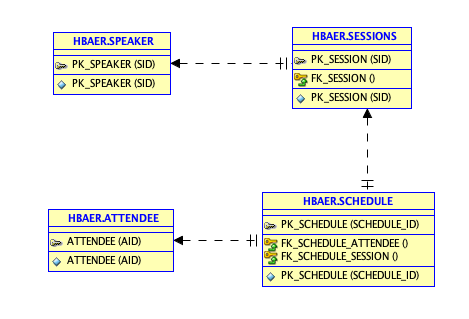 HBAER.SPEAKER
PK_SPEAKER (SID)
PK_SPEAKER (SID)
HBAER.SESSIONS
PK_SESSION (SID)
FK_SESSION ()
PK_SESSION (SID)
HBAER.ATTENDEE
ATTENDEE (AID)
ATTENDEE (AID)
HBAER.SCHEDULE
PK_SCHEDULE (SCHEDULE_ID)
FK_SCHEDULE_ATTENDEE ()
FK_SCHEDULE_SESSION ()
PK_SCHEDULE (SCHEDULE_ID)